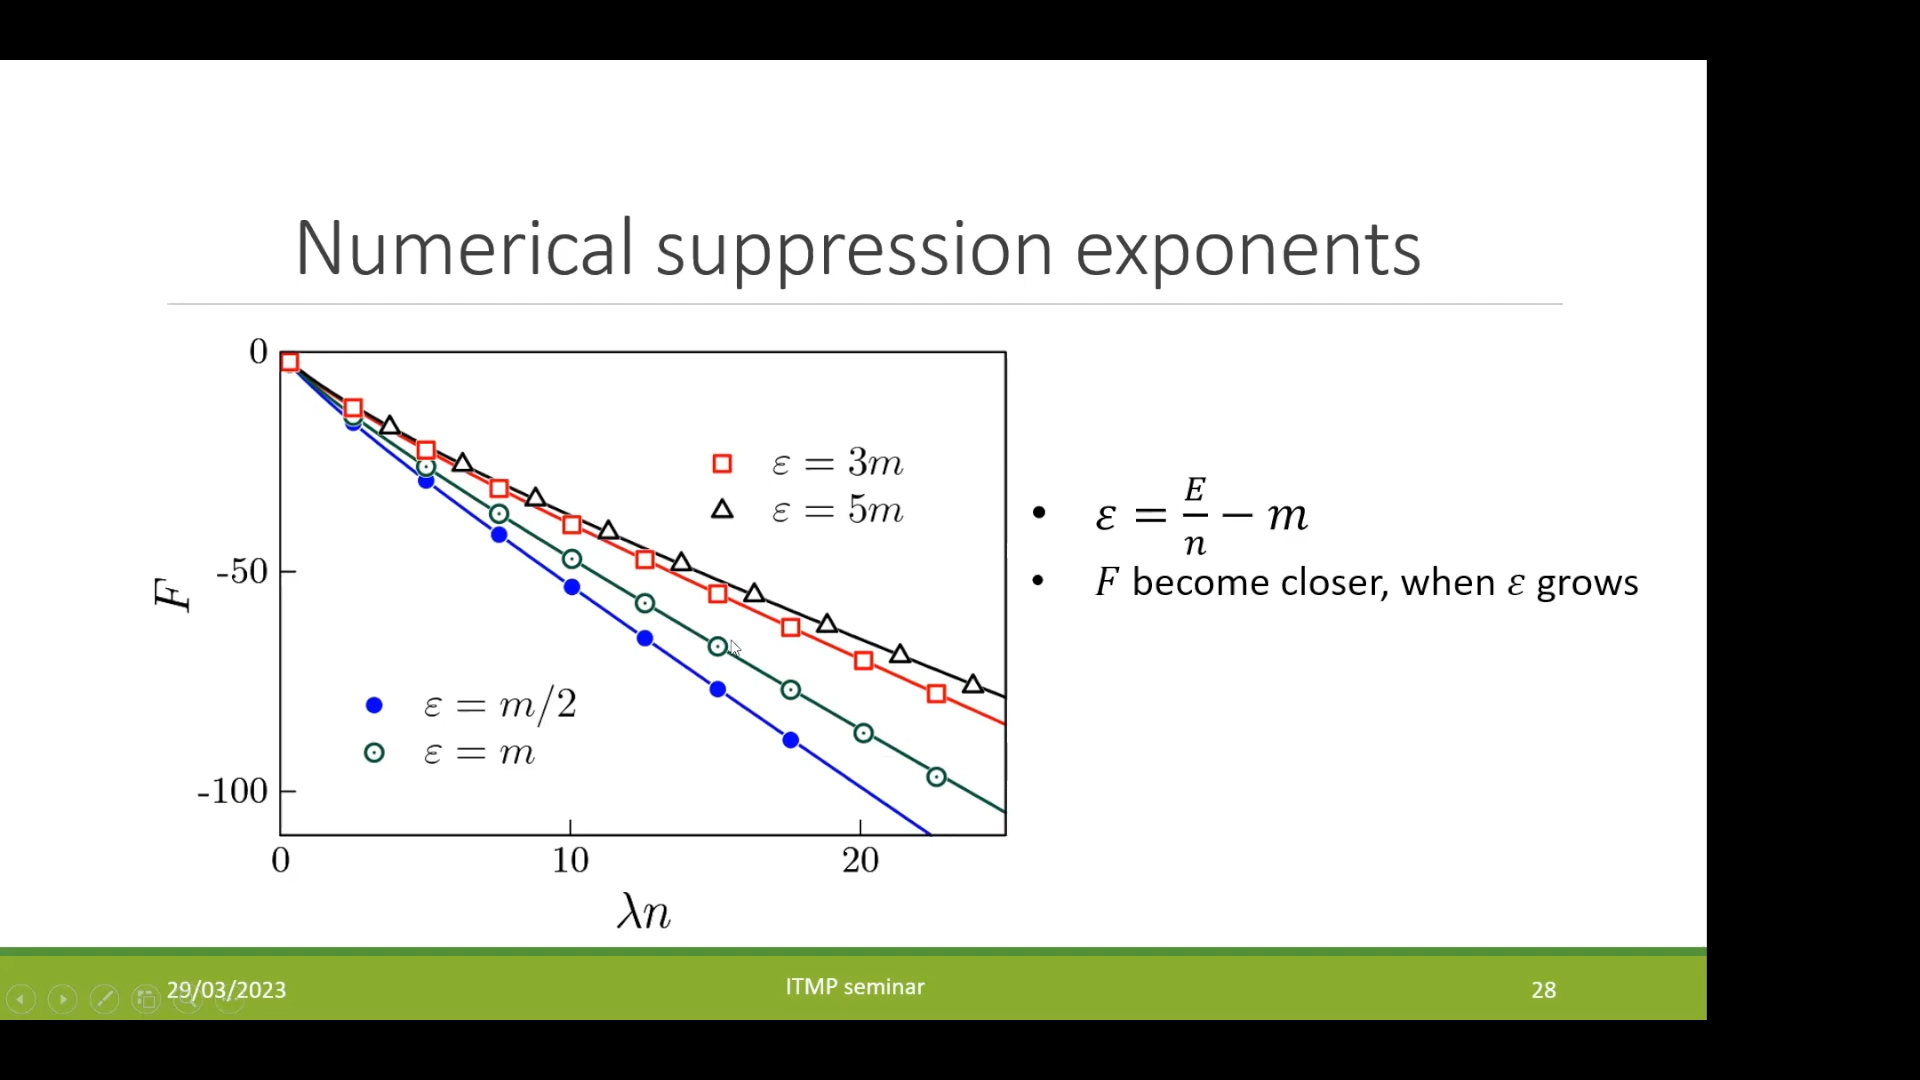 Numerical suppression exponents
0
-50
-100
F
ε = 3m
ε = 5m
ε = m/2
ε = m
0 10 20
λn
• ε = E/n − m
• F become closer, when ε grows
29/03/2023 ITMP seminar 28